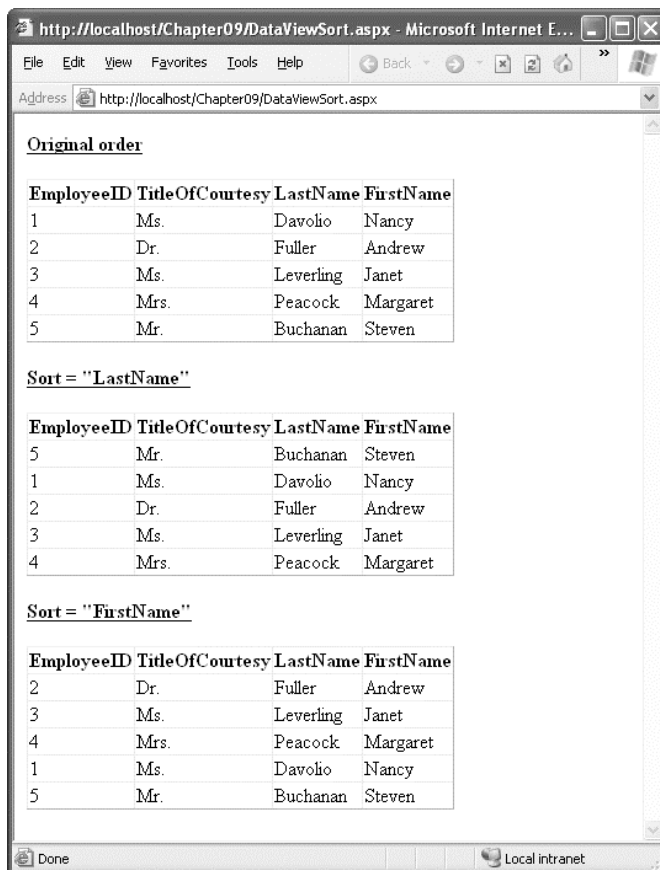 http://localhost/Chapter09/DataViewSort.aspx - Microsoft Internet E...
File Edit View Favorites Tools Help Back »
Address http://localhost/Chapter09/DataViewSort.aspx
Original order
EmployeeID TitleOfCourtesy LastName FirstName
1 Ms. Davolio Nancy
2 Dr. Fuller Andrew
3 Ms. Leverling Janet
4 Mrs. Peacock Margaret
5 Mr. Buchanan Steven
Sort = "LastName"
EmployeeID TitleOfCourtesy LastName FirstName
5 Mr. Buchanan Steven
1 Ms. Davolio Nancy
2 Dr. Fuller Andrew
3 Ms. Leverling Janet
4 Mrs. Peacock Margaret
Sort = "FirstName"
EmployeeID TitleOfCourtesy LastName FirstName
2 Dr. Fuller Andrew
3 Ms. Leverling Janet
4 Mrs. Peacock Margaret
1 Ms. Davolio Nancy
5 Mr. Buchanan Steven
Done Local intranet